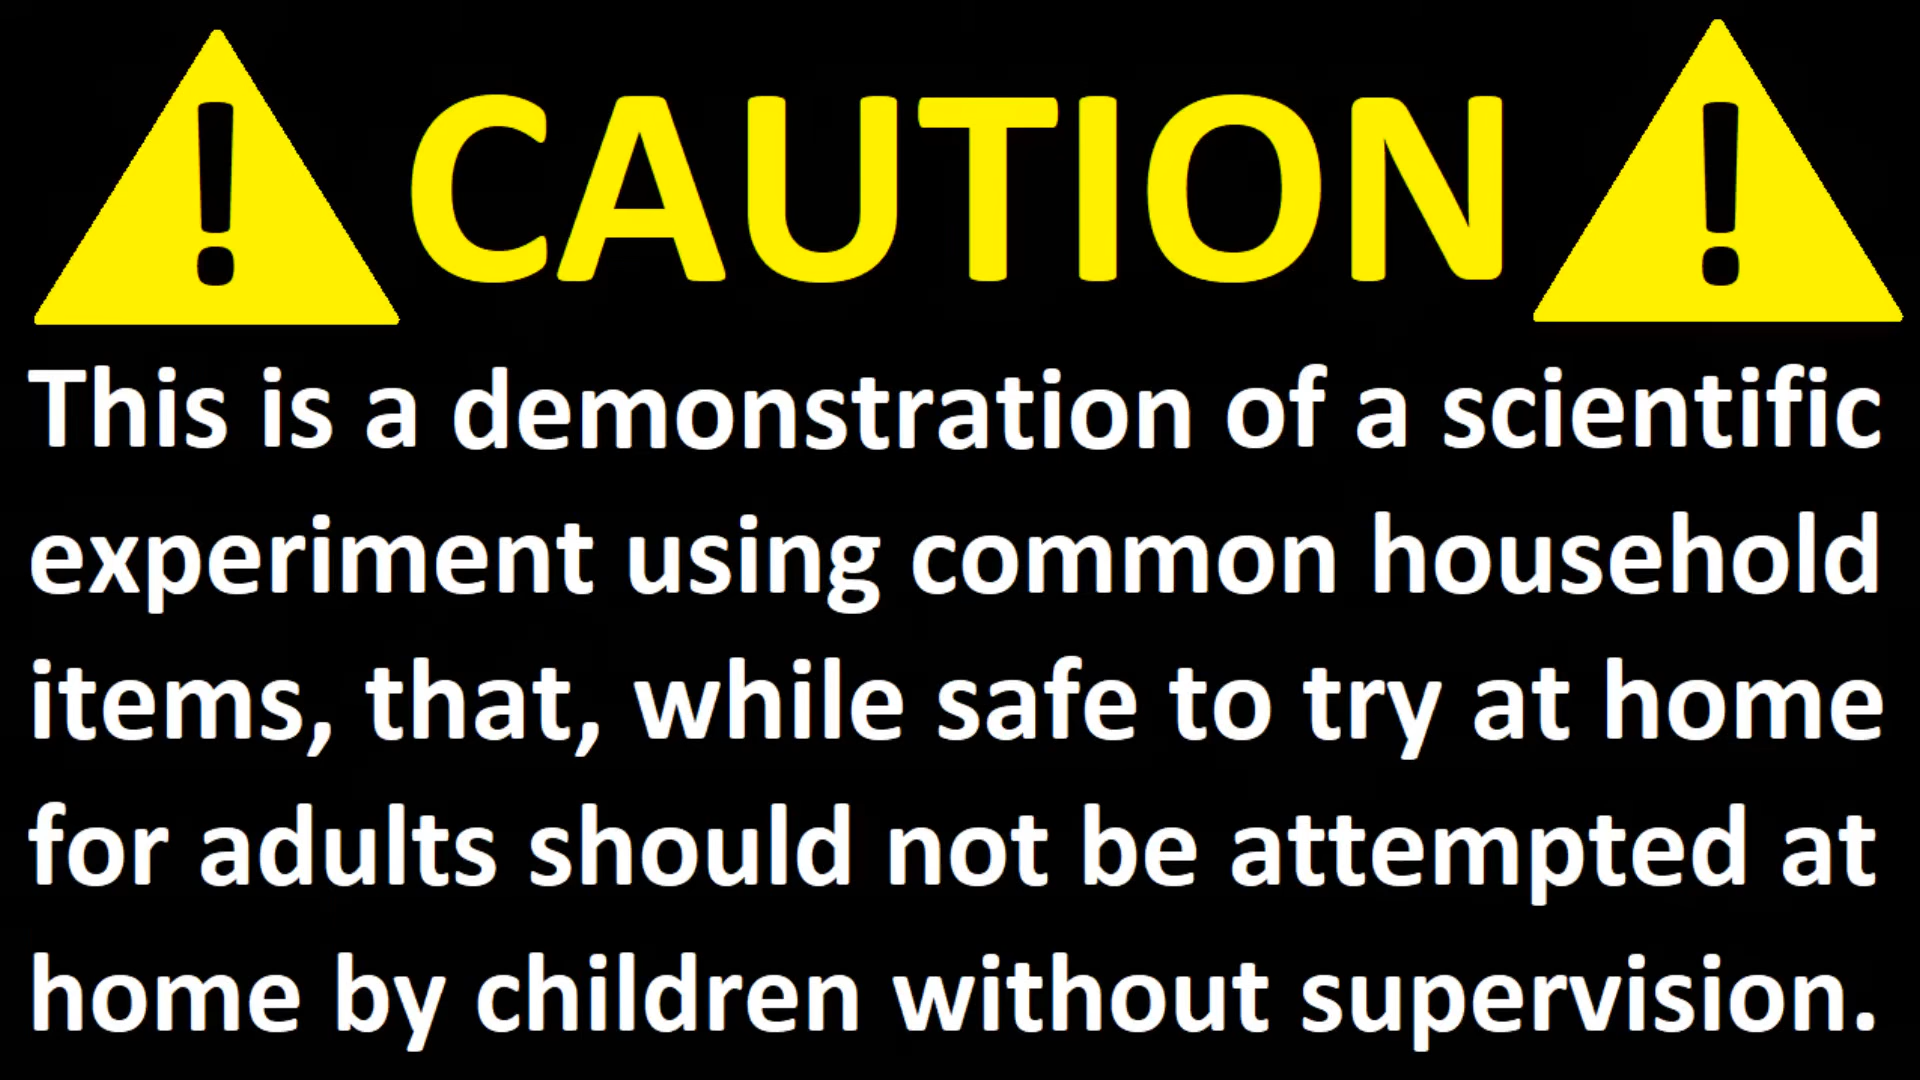 ! CAUTION !
This is a demonstration of a scientific
experiment using common household
items, that, while safe to try at home
for adults should not be attempted at
home by children without supervision.